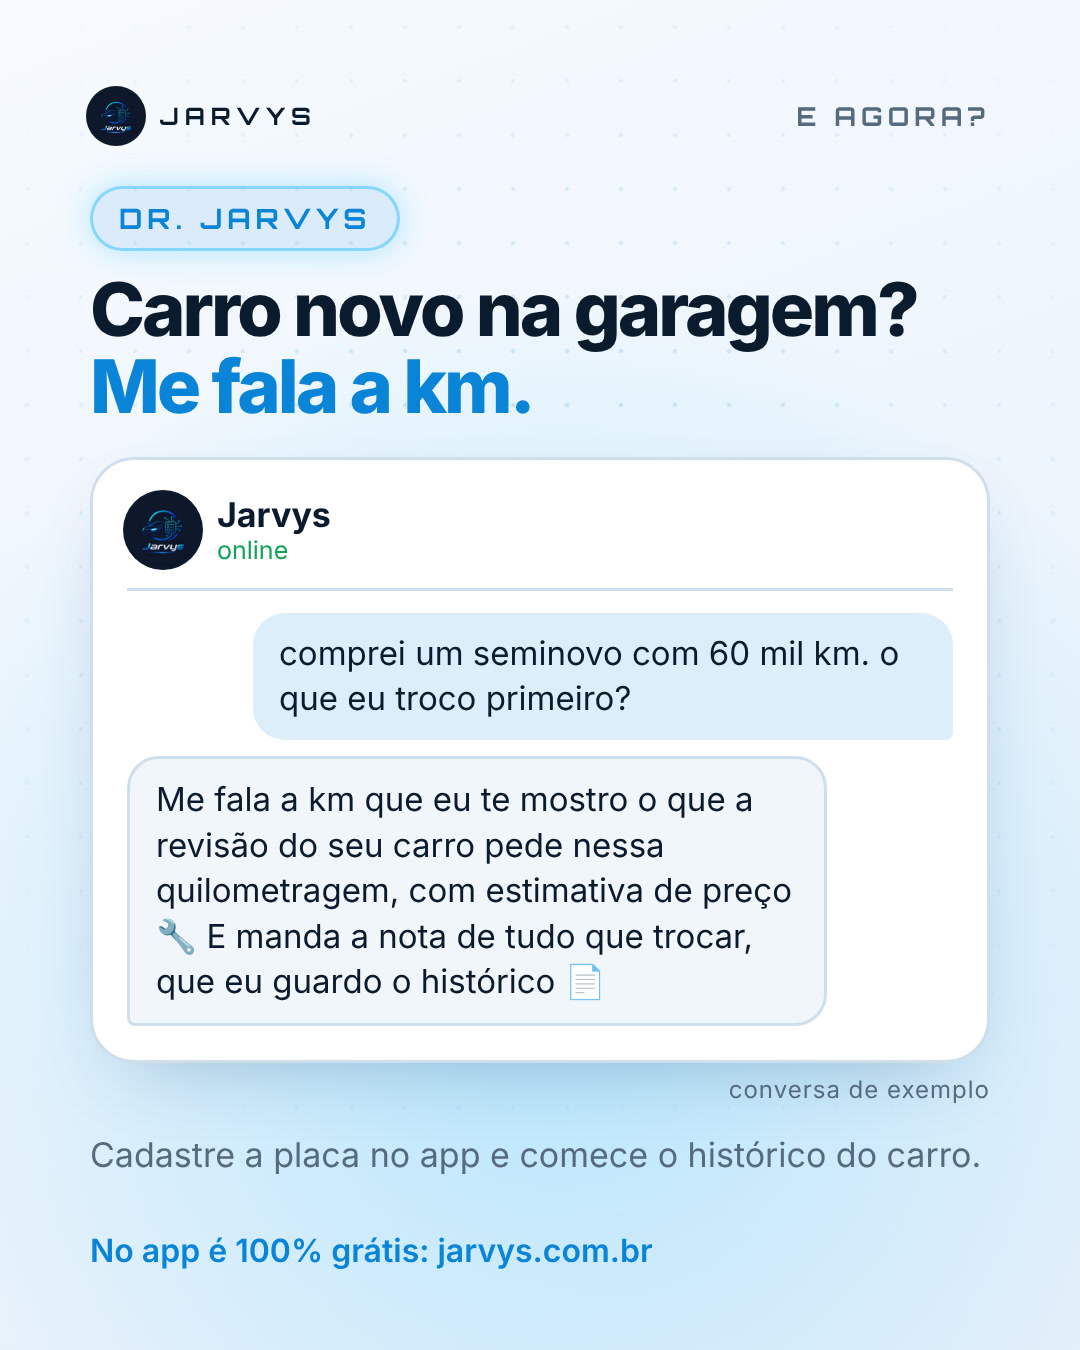 Jarvys
JARVYS
E AGORA?
DR. JARVYS
Carro novo na garagem?
Me fala a km.
Jarvys
Jarvys
online
comprei um seminovo com 60 mil km. o
que eu troco primeiro?
Me fala a km que eu te mostro o que a
revisão do seu carro pede nessa
quilometragem, com estimativa de preço
🔧 E manda a nota de tudo que trocar,
que eu guardo o histórico 📄
conversa de exemplo
Cadastre a placa no app e comece o histórico do carro.
No app é 100% grátis: jarvys.com.br